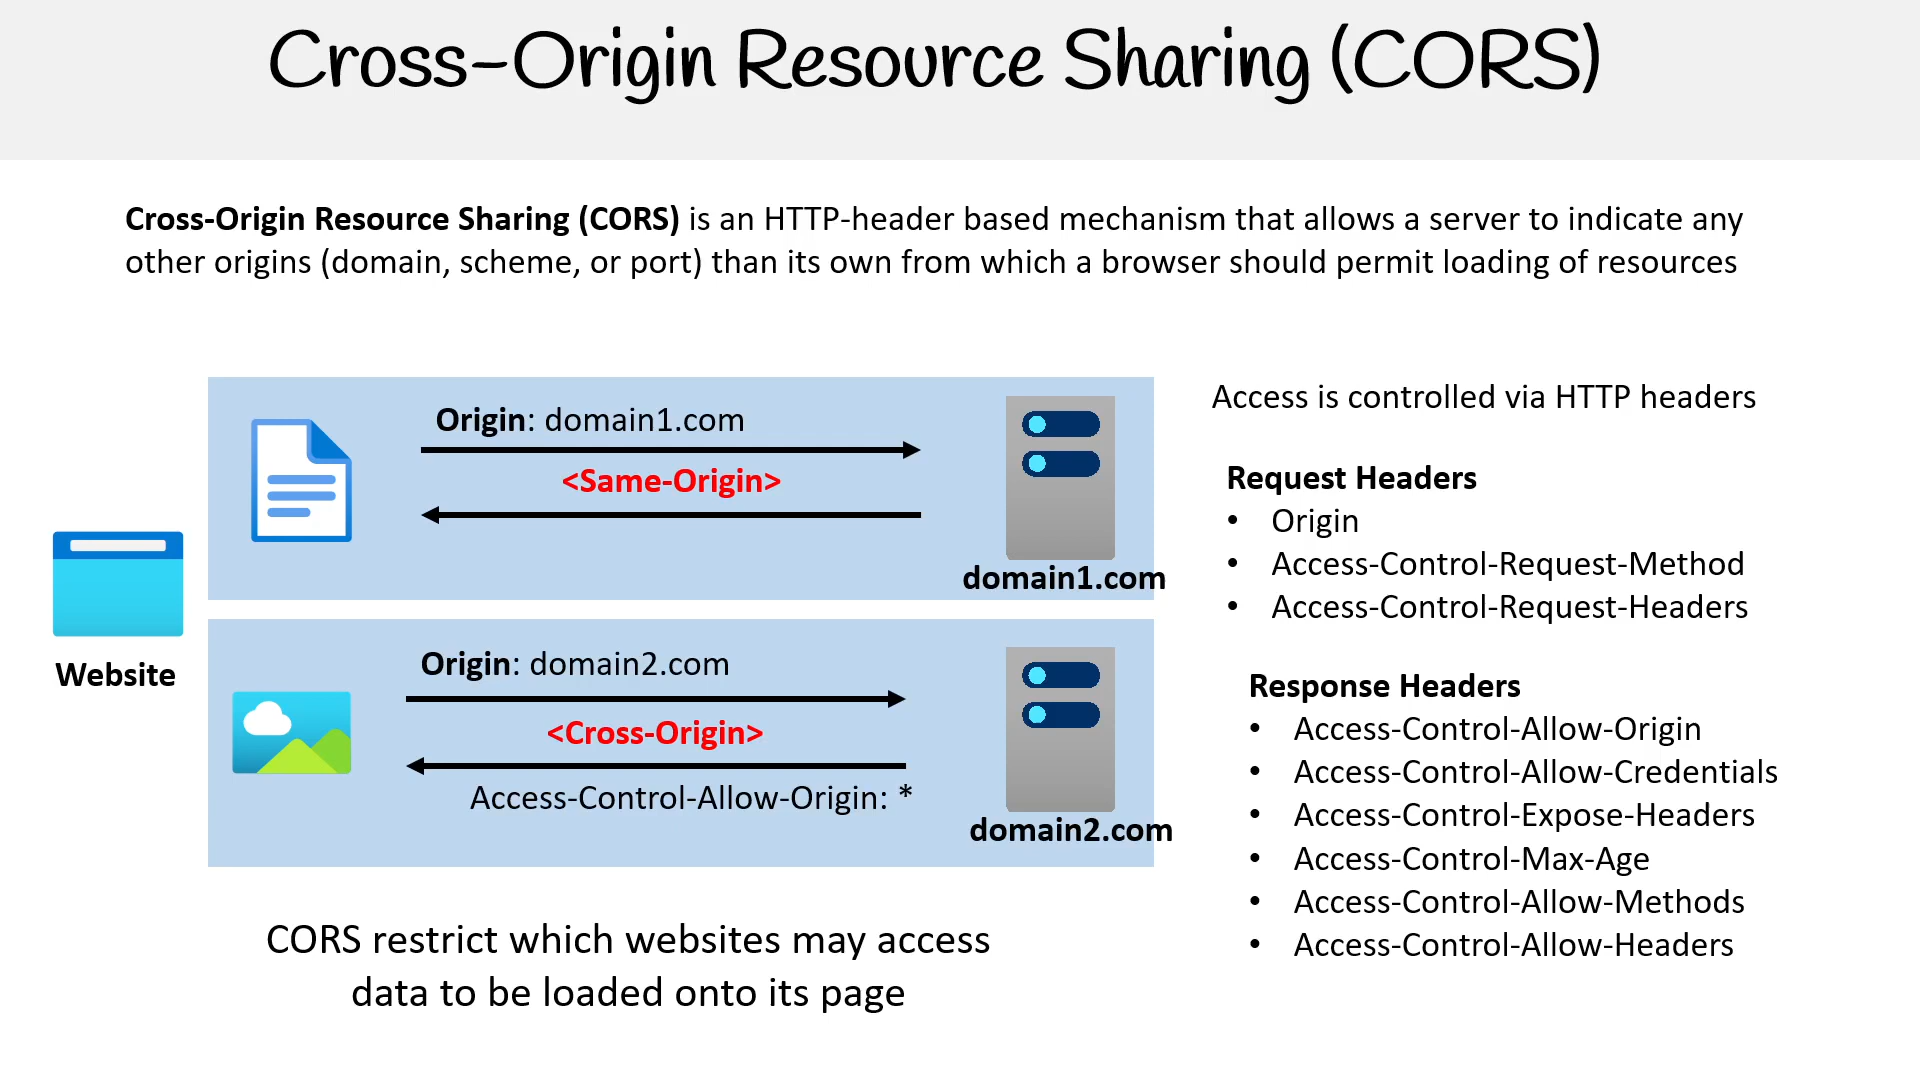 Cross-Origin Resource Sharing (CORS)
Cross-Origin Resource Sharing (CORS) is an HTTP-header based mechanism that allows a server to indicate any
other origins (domain, scheme, or port) than its own from which a browser should permit loading of resources
Website
Origin: domain1.com
<Same-Origin>
domain1.com
Origin: domain2.com
<Cross-Origin>
Access-Control-Allow-Origin: *
domain2.com
CORS restrict which websites may access
data to be loaded onto its page
Access is controlled via HTTP headers
Request Headers
• Origin
• Access-Control-Request-Method
• Access-Control-Request-Headers
Response Headers
• Access-Control-Allow-Origin
• Access-Control-Allow-Credentials
• Access-Control-Expose-Headers
• Access-Control-Max-Age
• Access-Control-Allow-Methods
• Access-Control-Allow-Headers